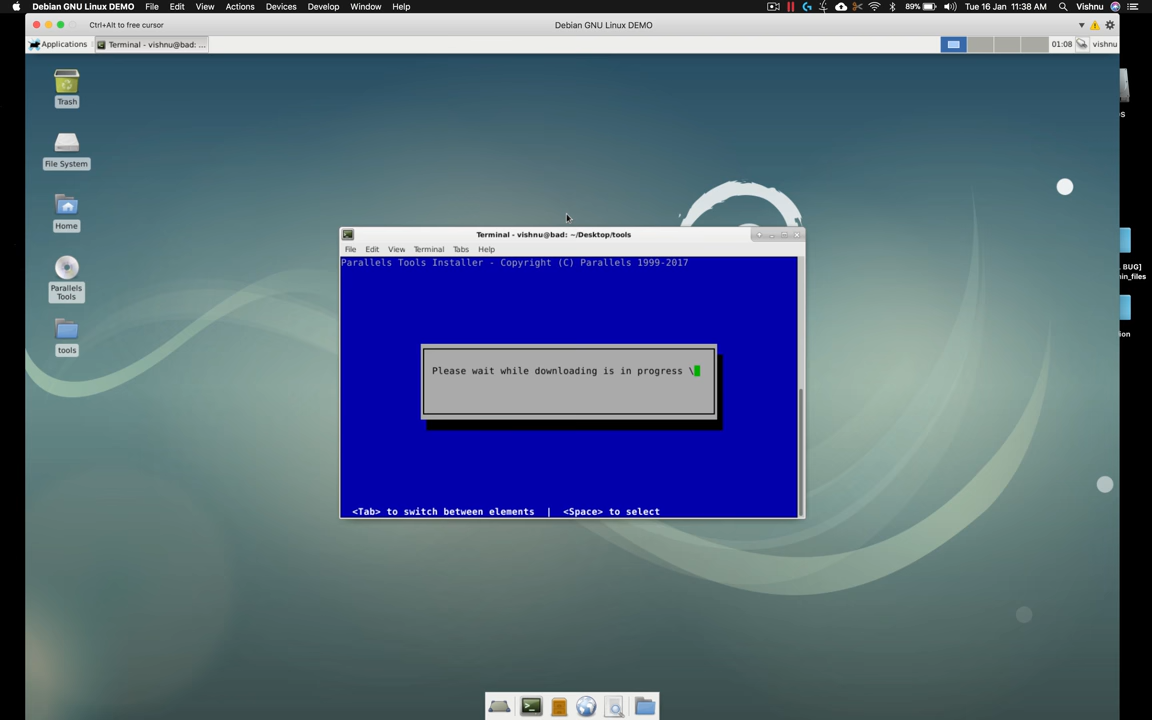 Debian GNU Linux DEMO File Edit View Actions Devices Develop Window Help 89% Tue 16 Jan 11:38 AM Vishnu
Ctrl+Alt to free cursor Debian GNU Linux DEMO
Applications Terminal - vishnu@bad: ... 01:08 vishnu
Trash
File System
Home
Parallels
Tools
tools
Terminal - vishnu@bad: ~/Desktop/tools
File Edit View Terminal Tabs Help
Parallels Tools Installer - Copyright (C) Parallels 1999-2017
Please wait while downloading is in progress \
<Tab> to switch between elements | <Space> to select
BUG]